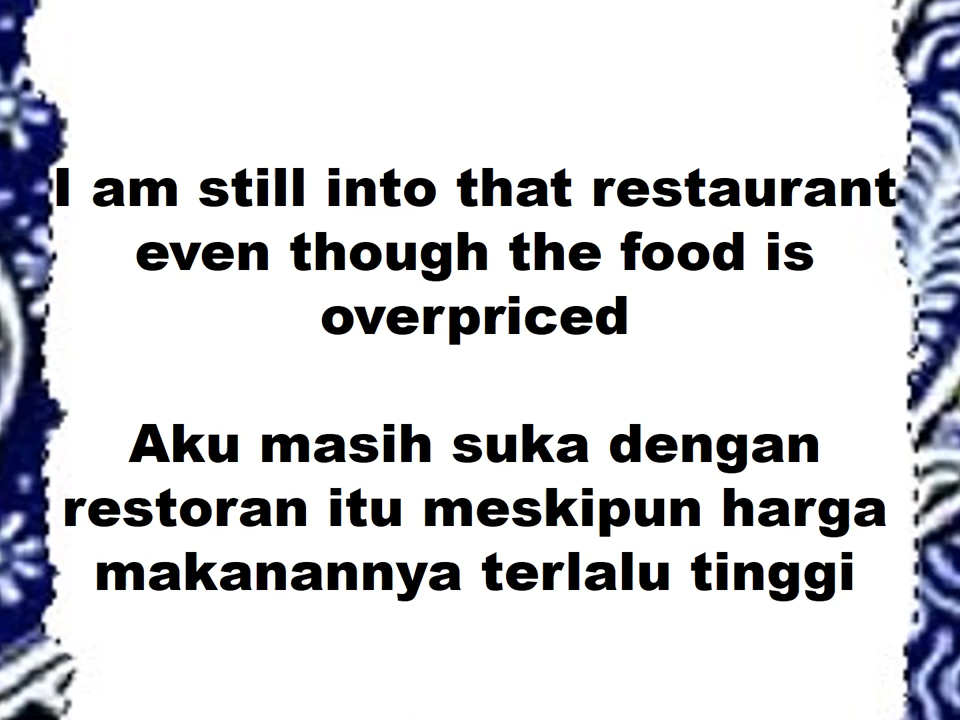 I am still into that restaurant
even though the food is
overpriced
Aku masih suka dengan
restoran itu meskipun harga
makanannya terlalu tinggi